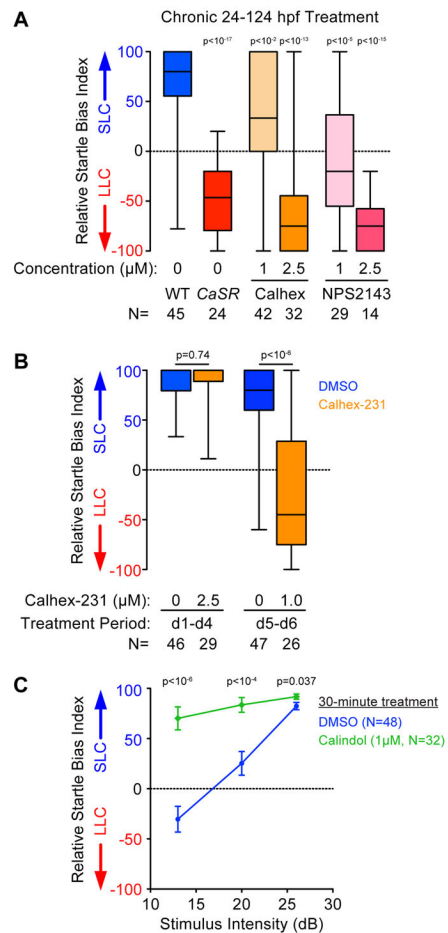 A
Chronic 24-124 hpf Treatment
p<10-17 p<10-2 p<10-13 p<10-5 p<10-15
Relative Startle Bias Index
SLC
LLC
100
50
0
-50
-100
Concentration (µM): 0 0 1 2.5 1 2.5
WT CaSR Calhex NPS2143
N= 45 24 42 32 29 14
B
p=0.74 p<10-6
Relative Startle Bias Index
SLC
LLC
100
50
0
-50
-100
DMSO
Calhex-231
Calhex-231 (µM): 0 2.5 0 1.0
Treatment Period: d1-d4 d5-d6
N= 46 29 47 26
C
p<10-6 p<10-4 p=0.037
Relative Startle Bias Index
SLC
LLC
100
50
0
-50
-100
30-minute treatment
DMSO (N=48)
Calindol (1µM, N=32)
10 15 20 25 30
Stimulus Intensity (dB)